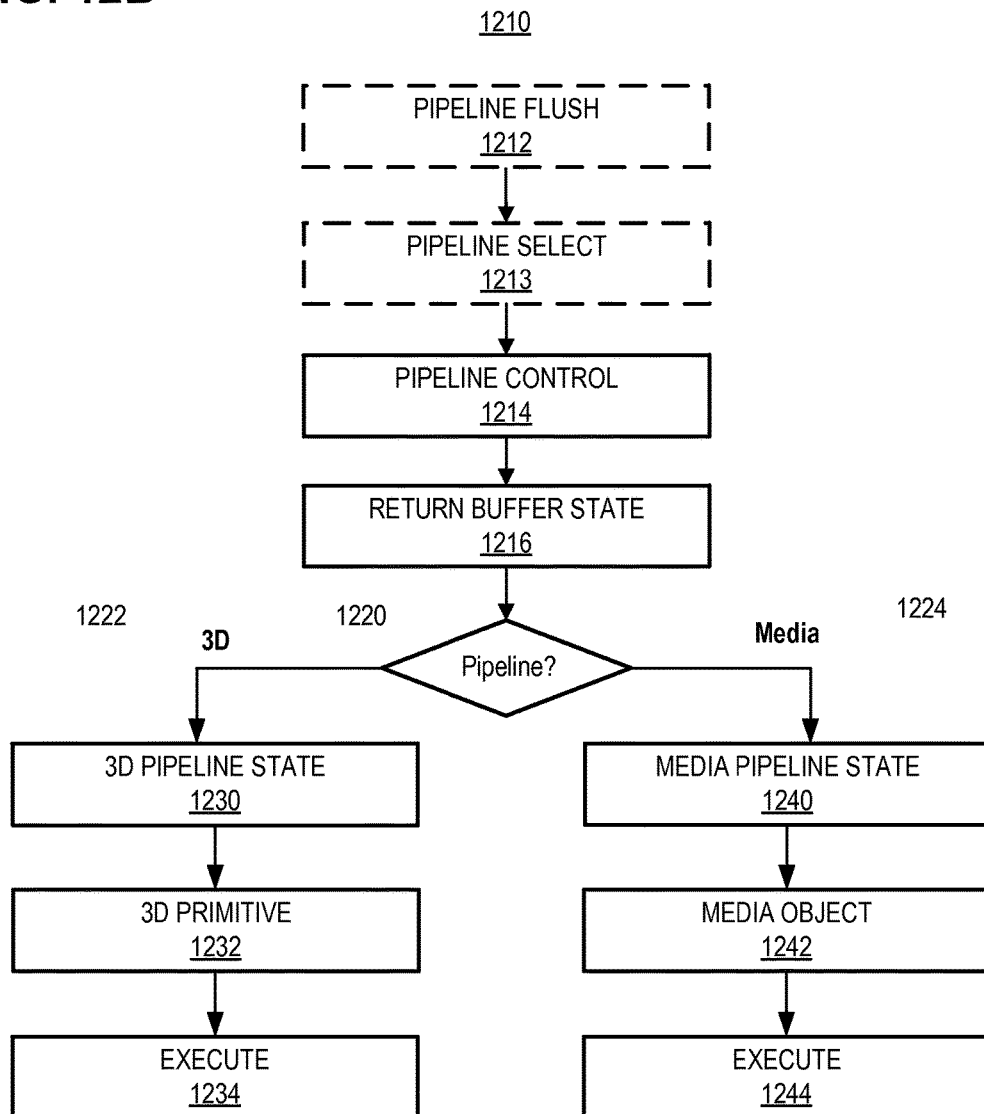 1210
PIPELINE FLUSH
1212
PIPELINE SELECT
1213
PIPELINE CONTROL
1214
RETURN BUFFER STATE
1216
1222
1220
1224
3D
Media
Pipeline?
3D PIPELINE STATE
1230
MEDIA PIPELINE STATE
1240
3D PRIMITIVE
1232
MEDIA OBJECT
1242
EXECUTE
1234
EXECUTE
1244